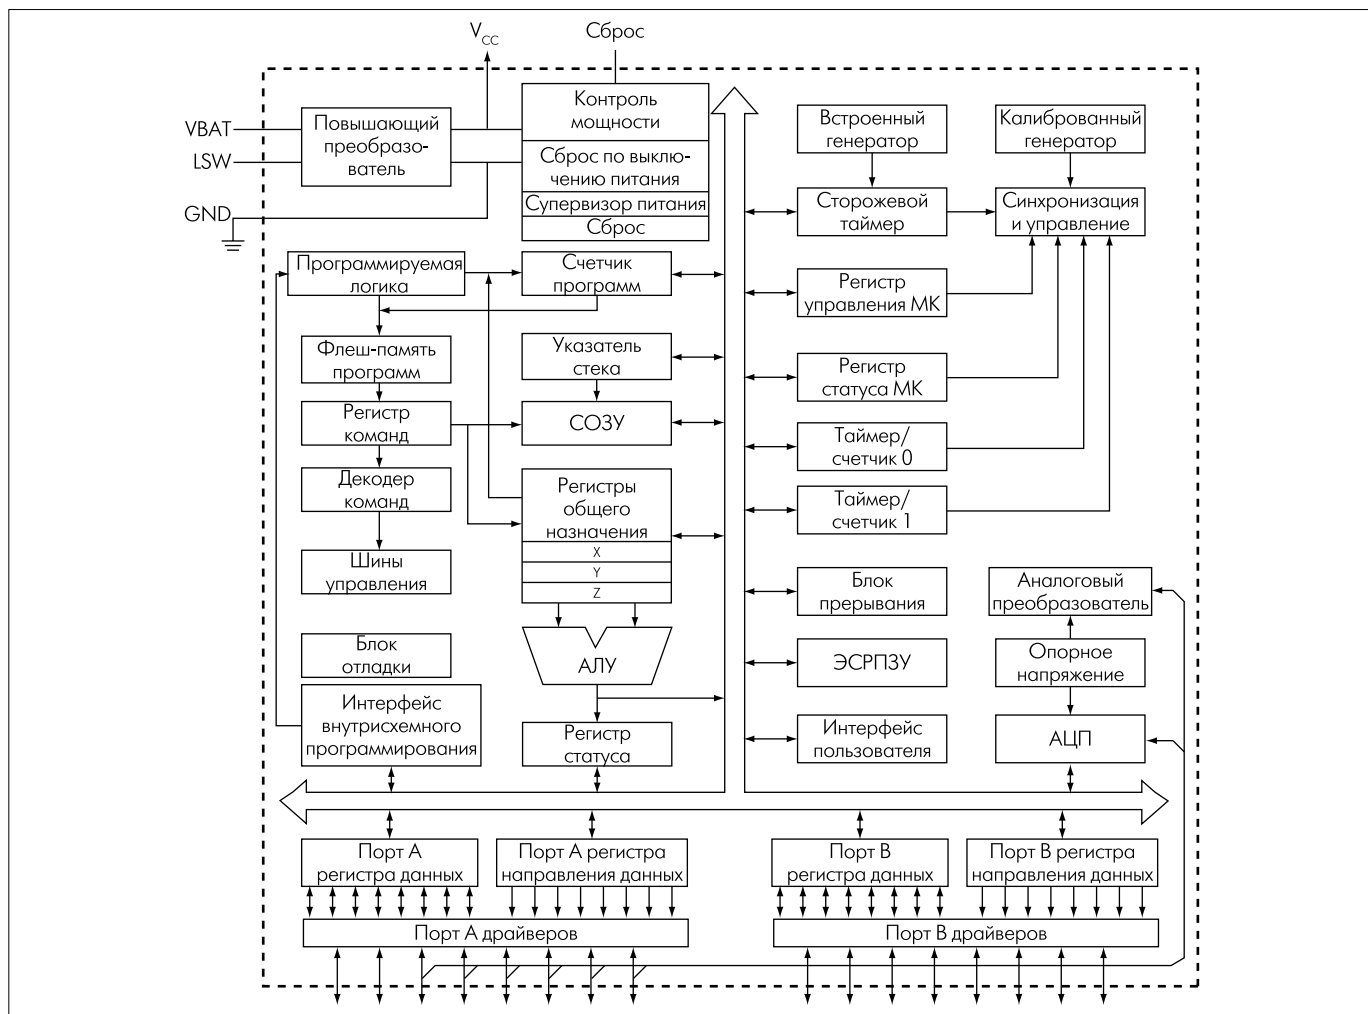 V_CC
Сброс
VBAT
LSW
GND
Повышающий
преобразо-
ватель
Контроль
мощности
Сброс по выклю-
чению питания
Супервизор питания
Сброс
Встроенный
генератор
Калиброванный
генератор
Сторожевой
таймер
Синхронизация
и управление
Программируемая
логика
Счетчик
программ
Регистр
управления МК
Флеш-память
программ
Указатель
стека
Регистр
статуса МК
Регистр
команд
СОЗУ
Таймер/
счетчик 0
Декодер
команд
Регистры
общего
назначения
X
Y
Z
Таймер/
счетчик 1
Шины
управления
Блок
прерывания
Аналоговый
преобразователь
Блок
отладки
АЛУ
ЭСРПЗУ
Опорное
напряжение
Интерфейс
внутрисхемного
программирования
Регистр
статуса
Интерфейс
пользователя
АЦП
Порт А
регистра данных
Порт А регистра
направления данных
Порт В
регистра данных
Порт В регистра
направления данных
Порт А драйверов
Порт В драйверов